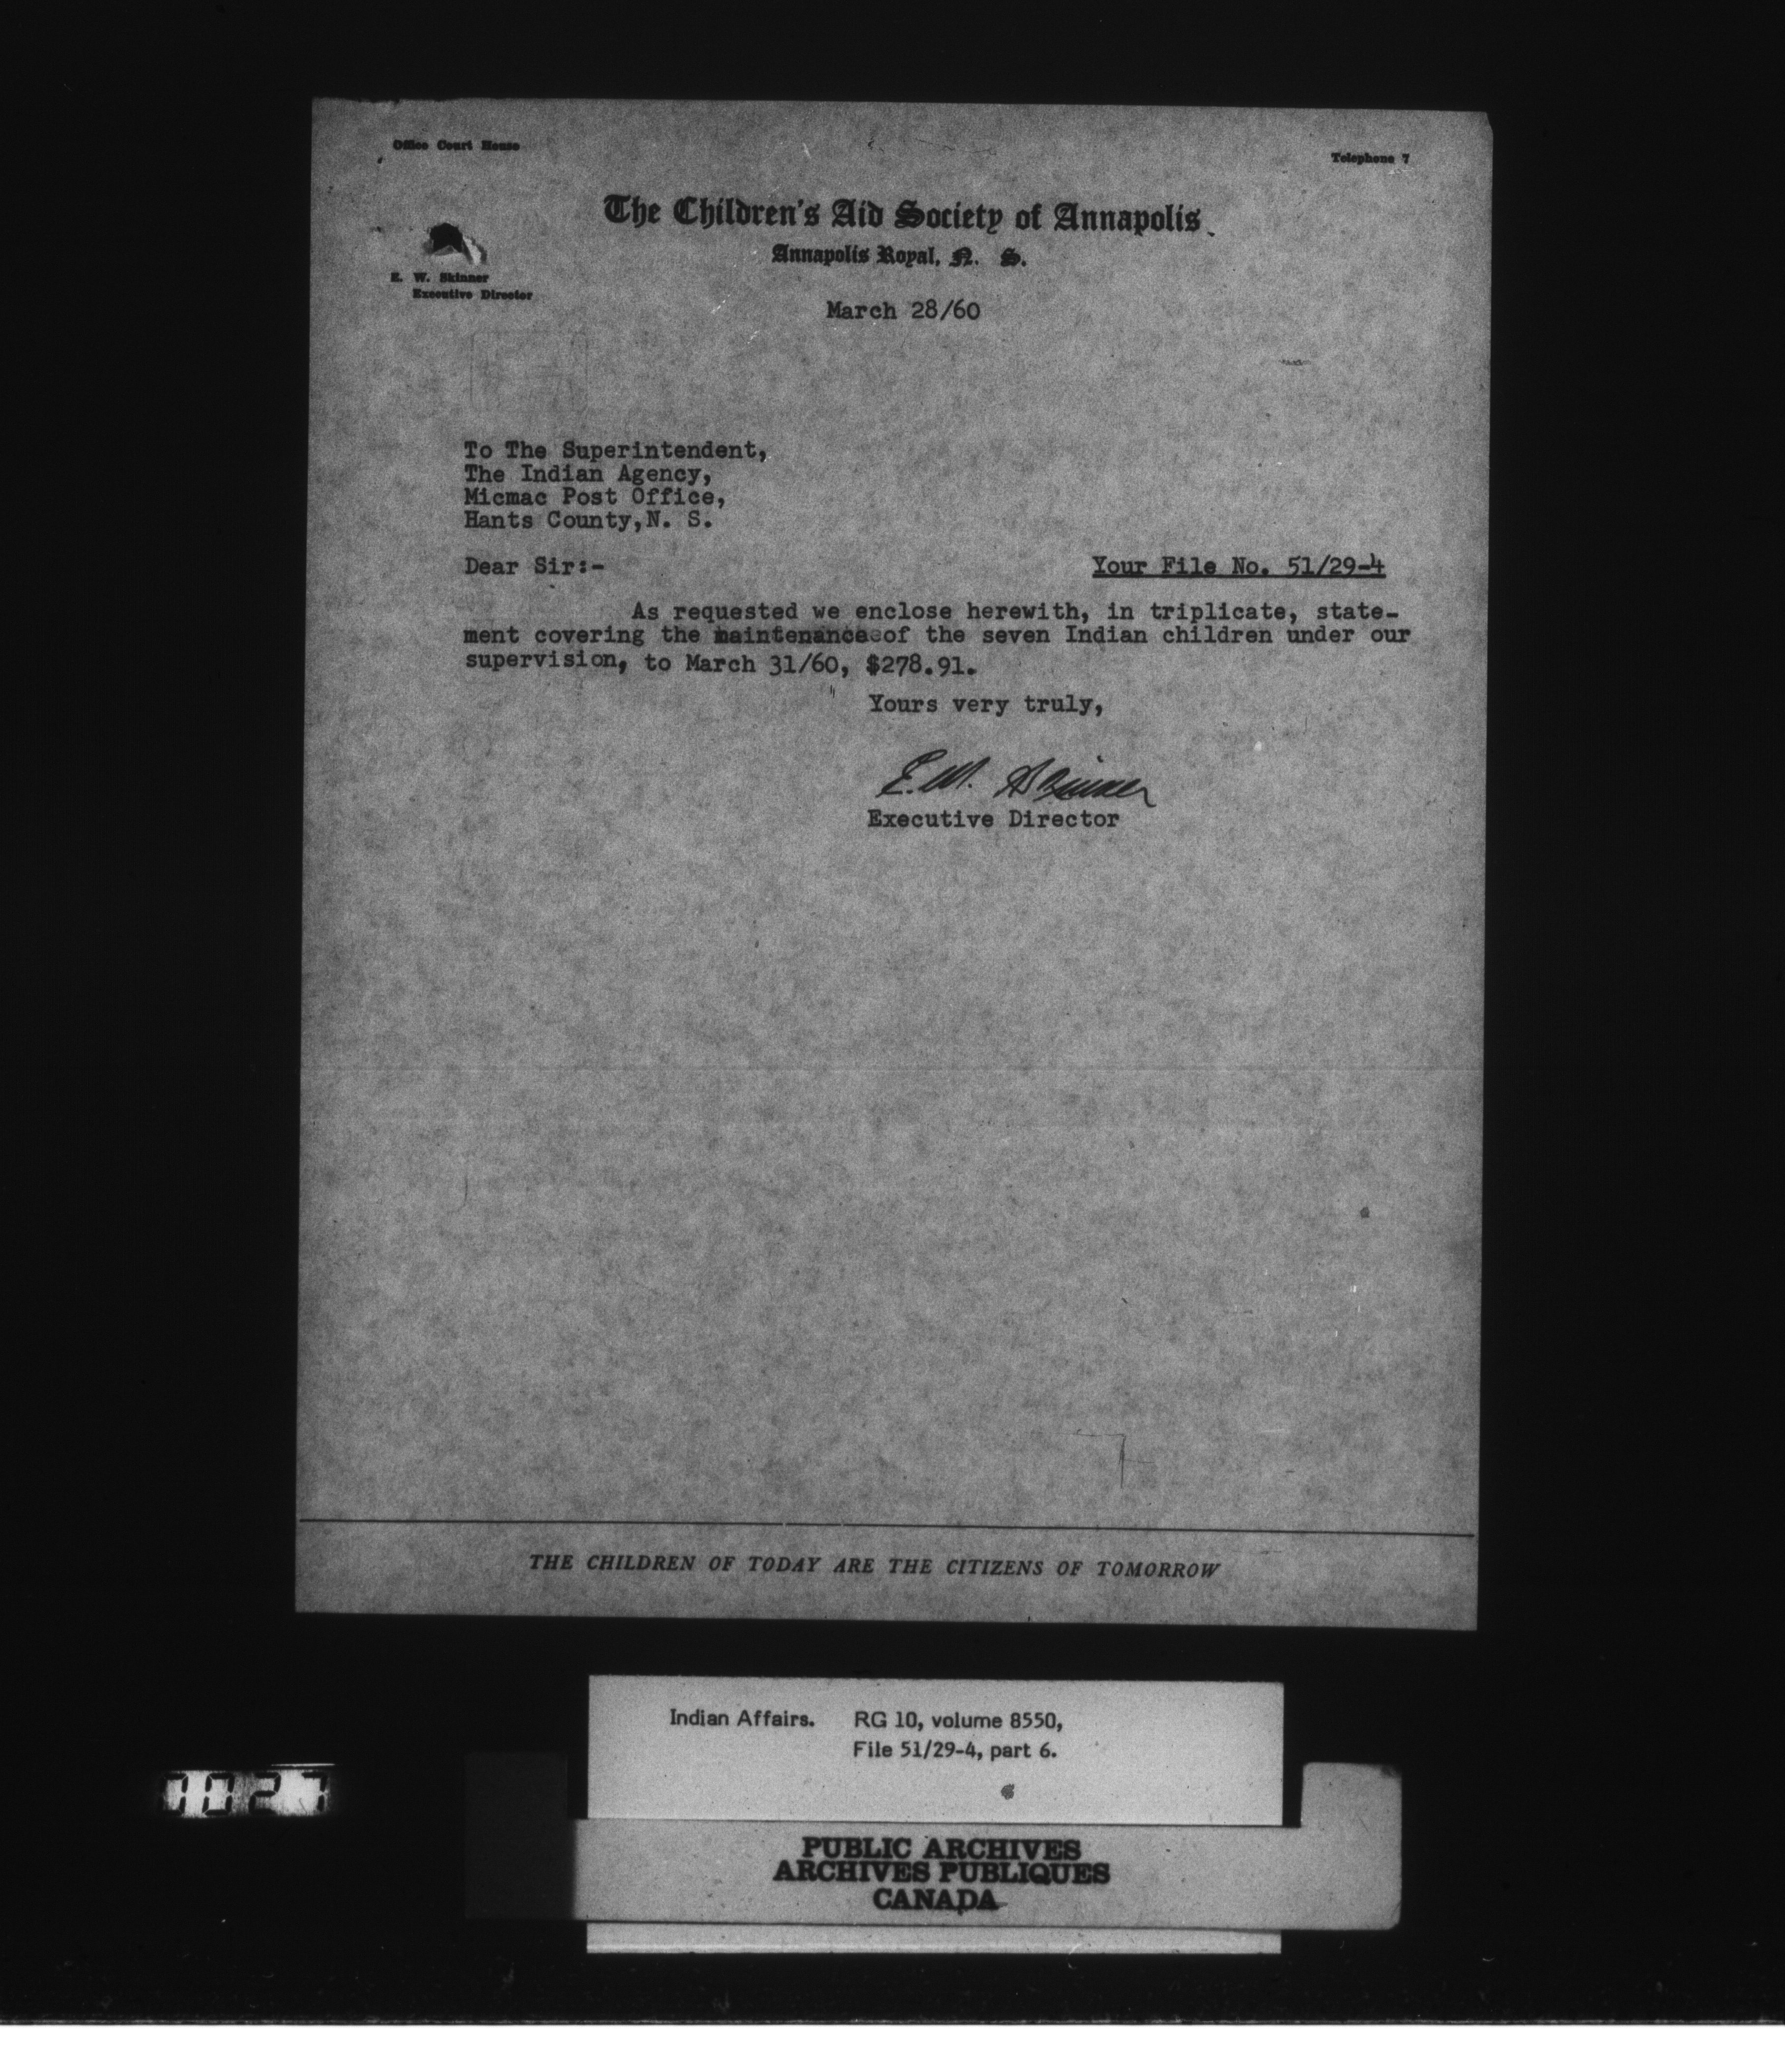 Office Court House
Telephone 7
The Children's Aid Society of Annapolis
Annapolis Royal, N. S.
E. W. Skinner
Executive Director
March 28/60
To The Superintendent,
The Indian Agency,
Micmac Post Office,
Hants County,N. S.
Dear Sir:-
Your File No. 51/29-4
As requested we enclose herewith, in triplicate, state-
ment covering the maintenance of the seven Indian children under our
supervision, to March 31/60, $278.91.
Yours very truly,
E.W. Skinner
Executive Director
THE CHILDREN OF TODAY ARE THE CITIZENS OF TOMORROW
Indian Affairs. RG 10, volume 8550,
File 51/29-4, part 6.
PUBLIC ARCHIVES
ARCHIVES PUBLIQUES
CANADA